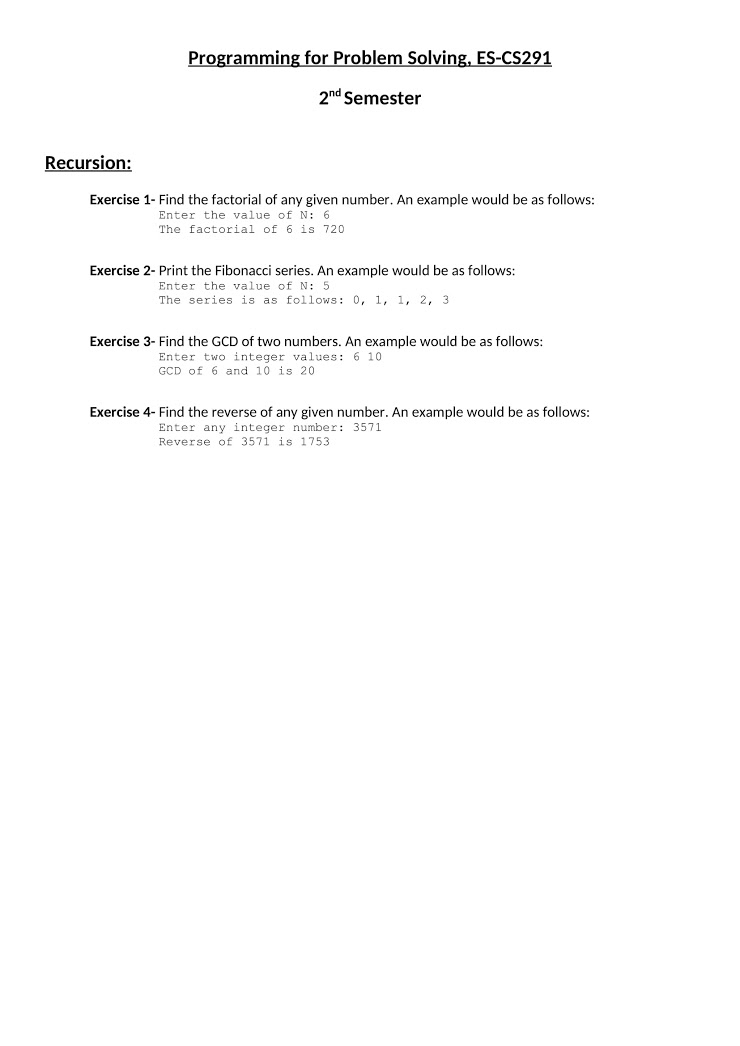 Programming for Problem Solving, ES-CS291
2nd Semester
Recursion:
Exercise 1- Find the factorial of any given number. An example would be as follows:
Enter the value of N: 6
The factorial of 6 is 720
Exercise 2- Print the Fibonacci series. An example would be as follows:
Enter the value of N: 5
The series is as follows: 0, 1, 1, 2, 3
Exercise 3- Find the GCD of two numbers. An example would be as follows:
Enter two integer values: 6 10
GCD of 6 and 10 is 20
Exercise 4- Find the reverse of any given number. An example would be as follows:
Enter any integer number: 3571
Reverse of 3571 is 1753